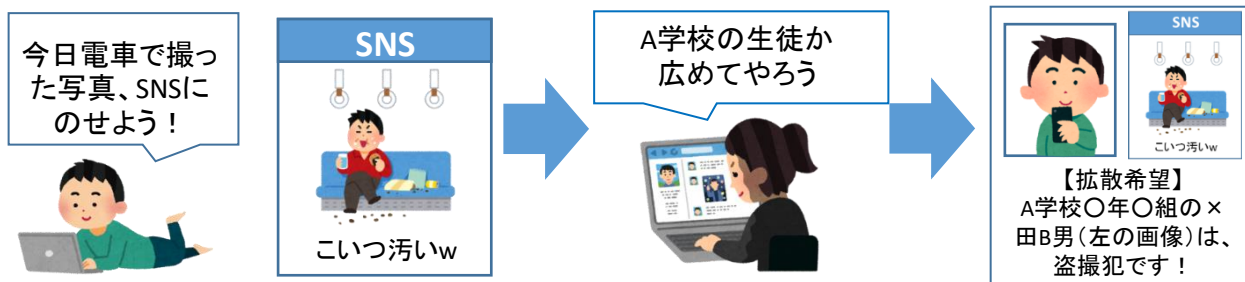 今日電車で撮っ
た写真、SNSに
のせよう！
SNS
こいつ汚いw
A学校の生徒か
広めてやろう
SNS
こいつ汚いw
【拡散希望】
A学校〇年〇組の×
田B男（左の画像）は、
盗撮犯です！